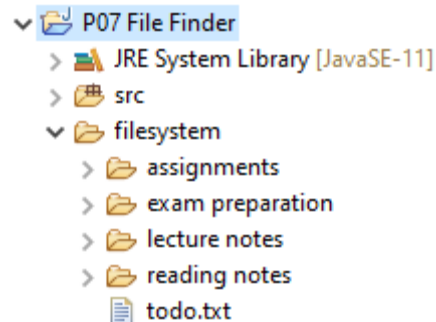 P07 File Finder
JRE System Library [JavaSE-11]
src
filesystem
assignments
exam preparation
lecture notes
reading notes
todo.txt